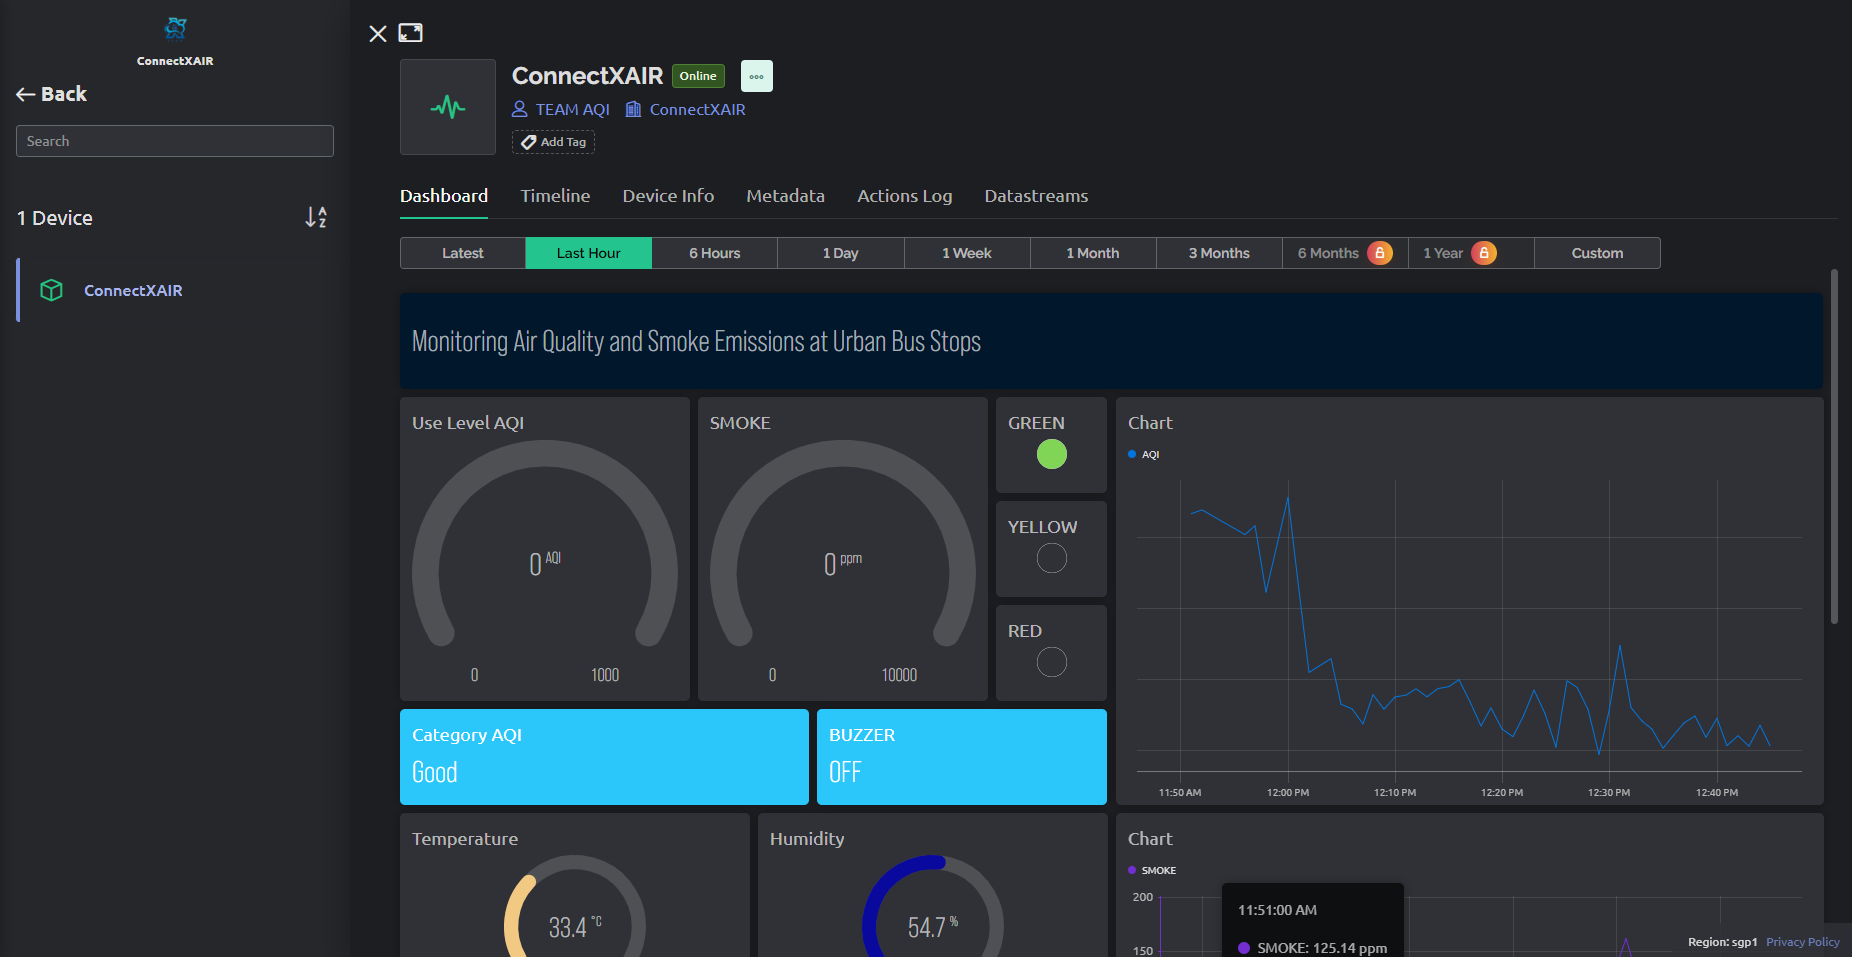 ConnectXAIR
Back
Search
1 Device
ConnectXAIR
ConnectXAIR Online
TEAM AQI ConnectXAIR
Add Tag
Dashboard Timeline Device Info Metadata Actions Log Datastreams
Latest Last Hour 6 Hours 1 Day 1 Week 1 Month 3 Months 6 Months 1 Year Custom
Monitoring Air Quality and Smoke Emissions at Urban Bus Stops
Use Level AQI
0 AQI
0 1000
SMOKE
0 ppm
0 10000
GREEN
YELLOW
RED
Chart
AQI
11:50 AM 12:00 PM 12:10 PM 12:20 PM 12:30 PM 12:40 PM
Category AQI
Good
BUZZER
OFF
Temperature
33.4 °C
Humidity
54.7 %
Chart
SMOKE
200
150
11:51:00 AM
SMOKE: 125.14 ppm
Region: sgp1 Privacy Policy